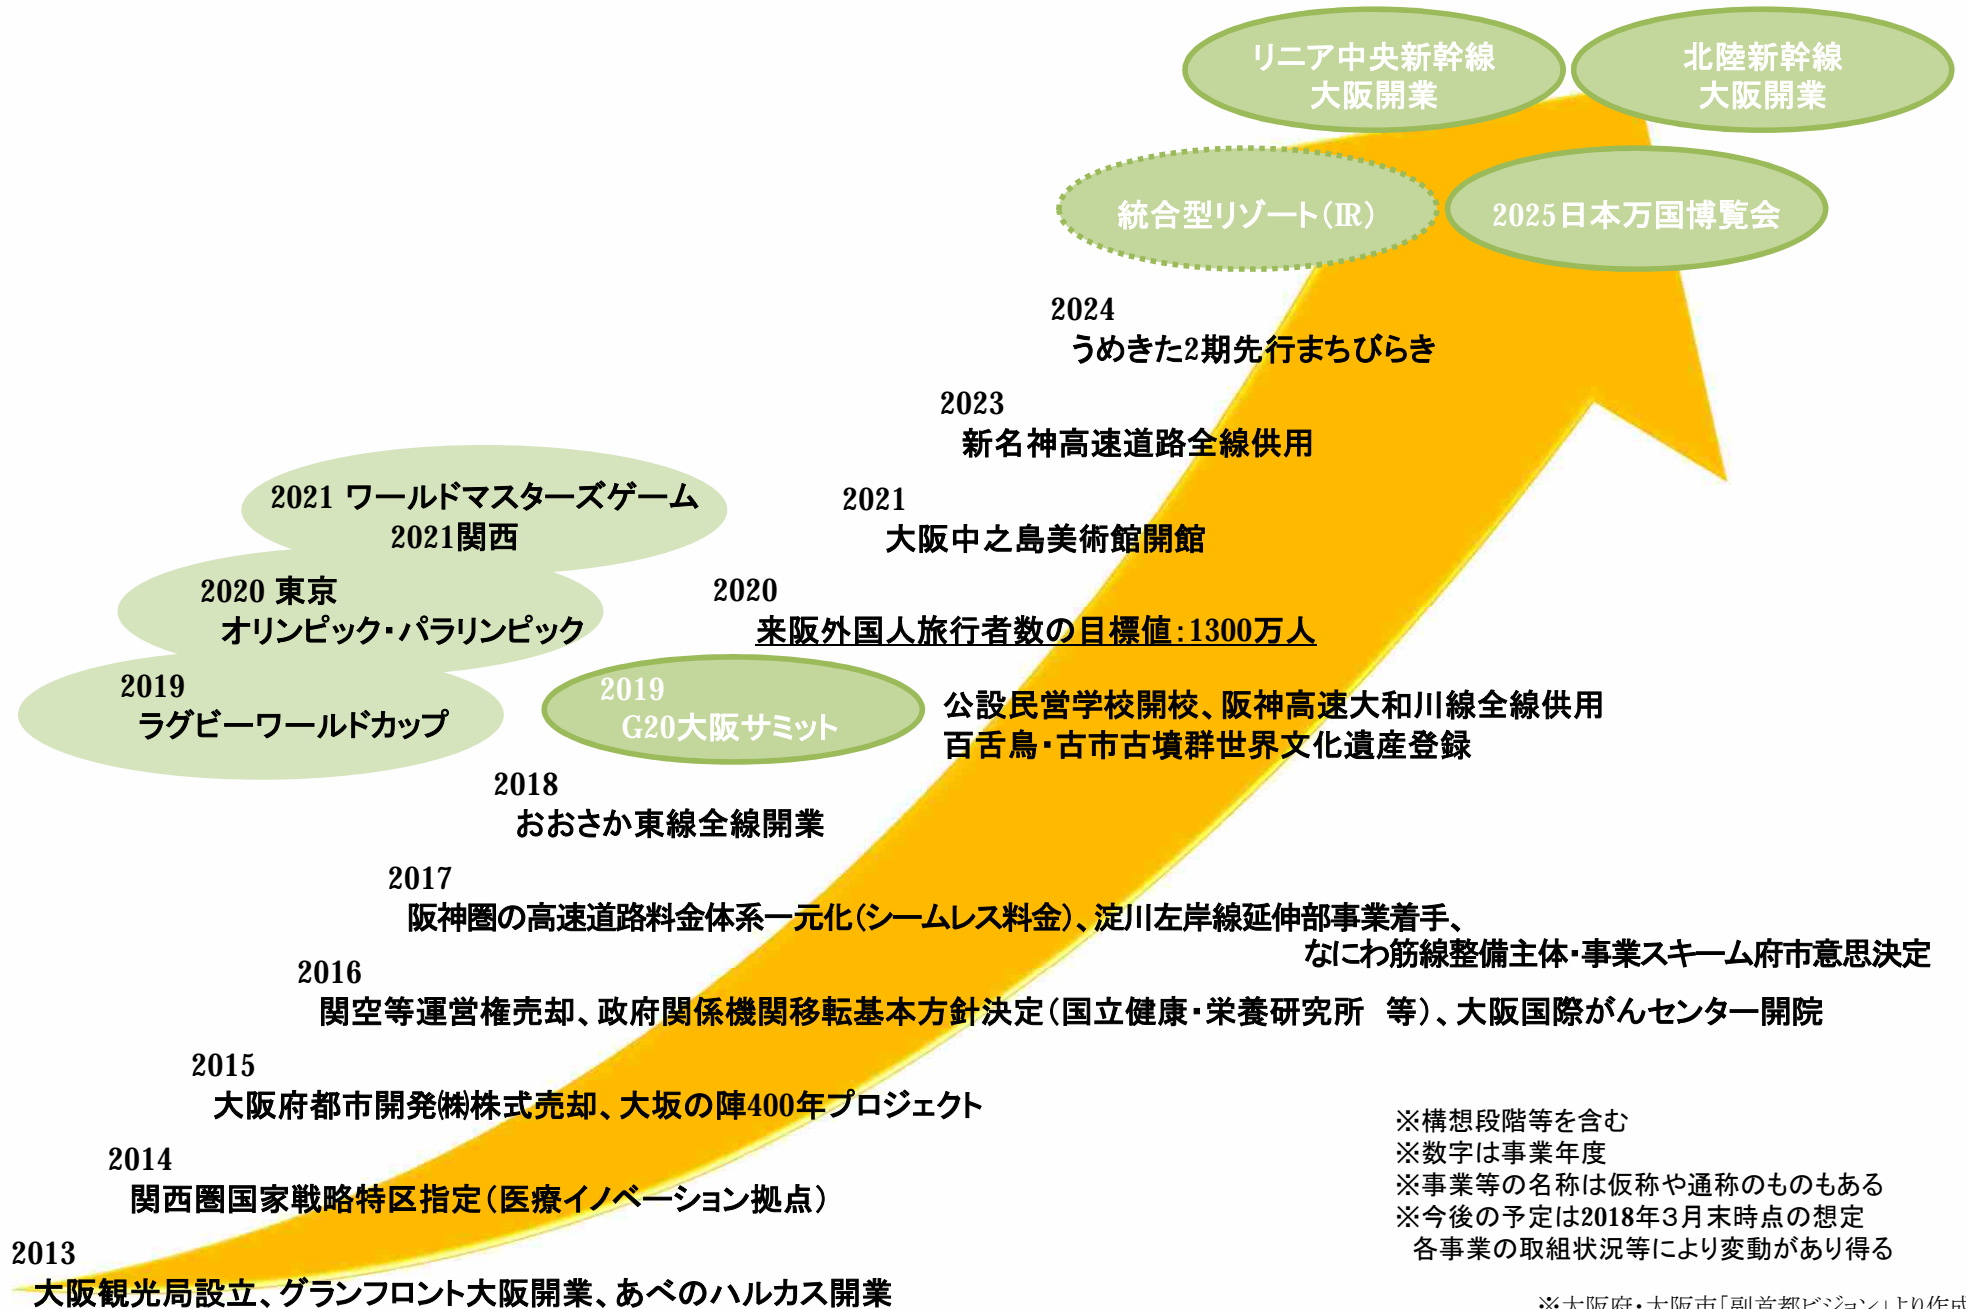 リニア中央新幹線
大阪開業
北陸新幹線
大阪開業
統合型リゾート(IR)
2025日本万国博覧会
2024
うめきた2期先行まちびらき
2023
新名神高速道路全線供用
2021 ワールドマスターズゲーム
2021関西
2021
大阪中之島美術館開館
2020 東京
オリンピック・パラリンピック
2020
来阪外国人旅行者数の目標値:1300万人
2019
ラグビーワールドカップ
2019
G20大阪サミット
公設民営学校開校、阪神高速大和川線全線供用
百舌鳥・古市古墳群世界文化遺産登録
2018
おおさか東線全線開業
2017
阪神圏の高速道路料金体系一元化(シームレス料金)、淀川左岸線延伸部事業着手、
なにわ筋線整備主体・事業スキーム府市意思決定
2016
関空等運営権売却、政府関係機関移転基本方針決定(国立健康・栄養研究所 等)、大阪国際がんセンター開院
2015
大阪府都市開発㈱株式売却、大坂の陣400年プロジェクト
2014
関西圏国家戦略特区指定(医療イノベーション拠点)
2013
大阪観光局設立、グランフロント大阪開業、あべのハルカス開業
※構想段階等を含む
※数字は事業年度
※事業等の名称は仮称や通称のものもある
※今後の予定は2018年3月末時点の想定
各事業の取組状況等により変動があり得る
※大阪府・大阪市「副首都ビジョン」より作成